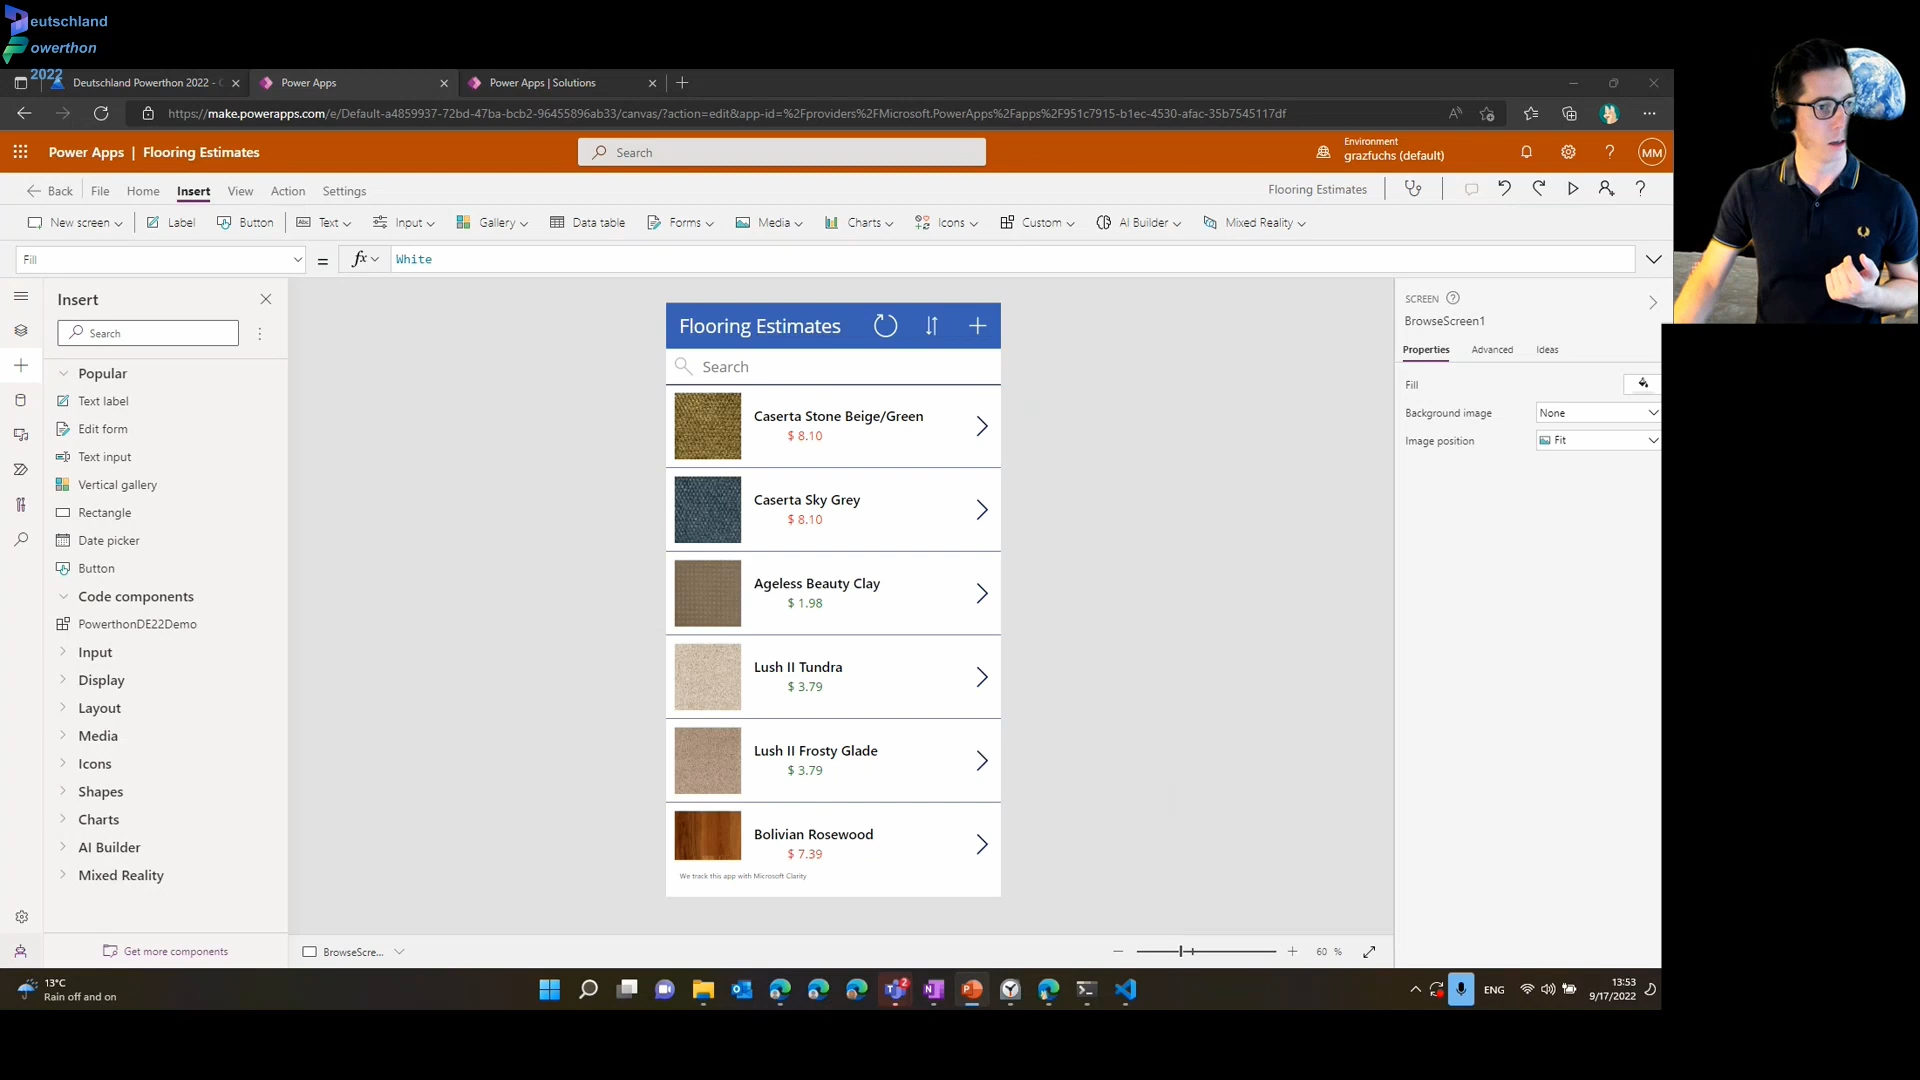 Deutschland
Powerthon
2022
Deutschland Powerthon 2022 -
Power Apps
Power Apps | Solutions
https://make.powerapps.com/e/Default-a4859937-72bd-47ba-bcb2-96455896ab33/canvas/?action=edit&app-id=%2Fproviders%2FMicrosoft.PowerApps%2Fapps%2F951c7915-b1ec-4530-afac-35b7545117df
Power Apps | Flooring Estimates
Search
Environment
grazfuchs (default)
MM
Back
File
Home
Insert
View
Action
Settings
Flooring Estimates
New screen
Label
Button
Text
Input
Gallery
Data table
Forms
Media
Charts
Icons
Custom
AI Builder
Mixed Reality
Fill
=
fx
White
Insert
Search
Popular
Text label
Edit form
Text input
Vertical gallery
Rectangle
Date picker
Button
Code components
PowerthonDE22Demo
Input
Display
Layout
Media
Icons
Shapes
Charts
AI Builder
Mixed Reality
Get more components
Flooring Estimates
Search
Caserta Stone Beige/Green
$ 8.10
Caserta Sky Grey
$ 8.10
Ageless Beauty Clay
$ 1.98
Lush II Tundra
$ 3.79
Lush II Frosty Glade
$ 3.79
Bolivian Rosewood
$ 7.39
We track this app with Microsoft Clarity
SCREEN
BrowseScreen1
Properties
Advanced
Ideas
Fill
Background image
None
Image position
Fit
BrowseScre...
60 %
13°C
Rain off and on
2
ENG
13:53
9/17/2022